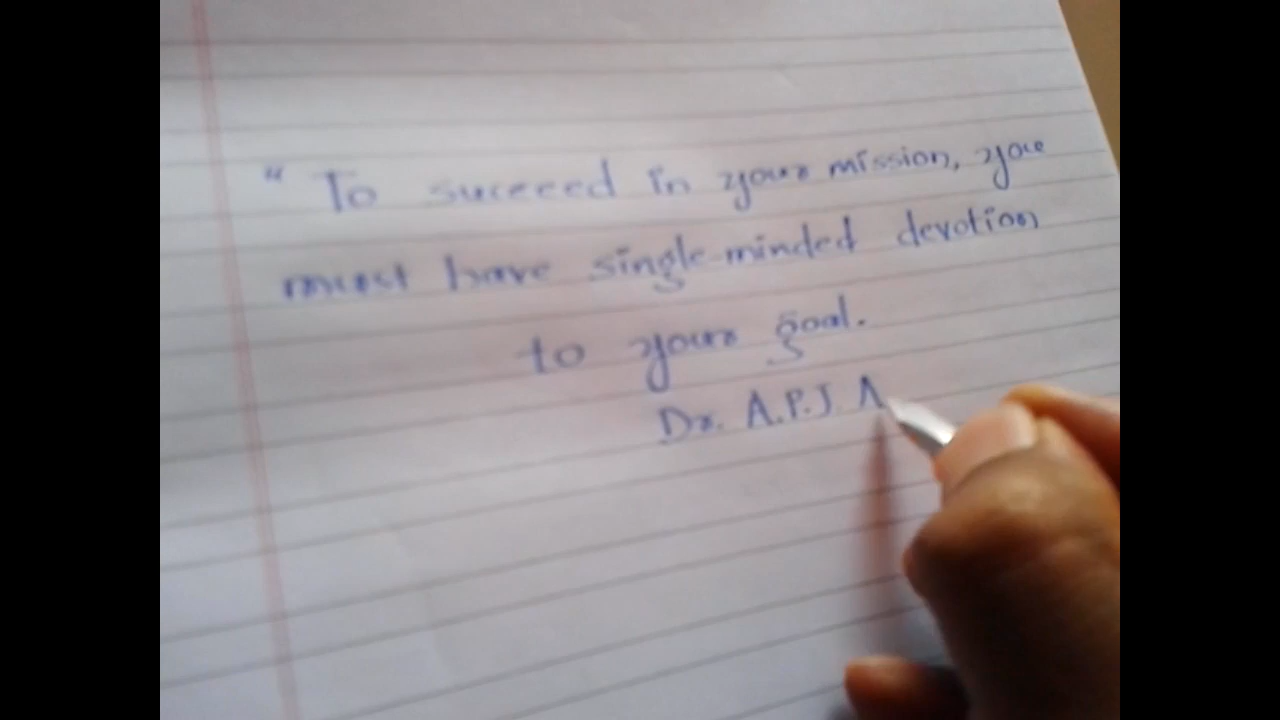 " To succeed in your mission, you
must have single-minded devotion
to your goal.
Dr. A.P.J A